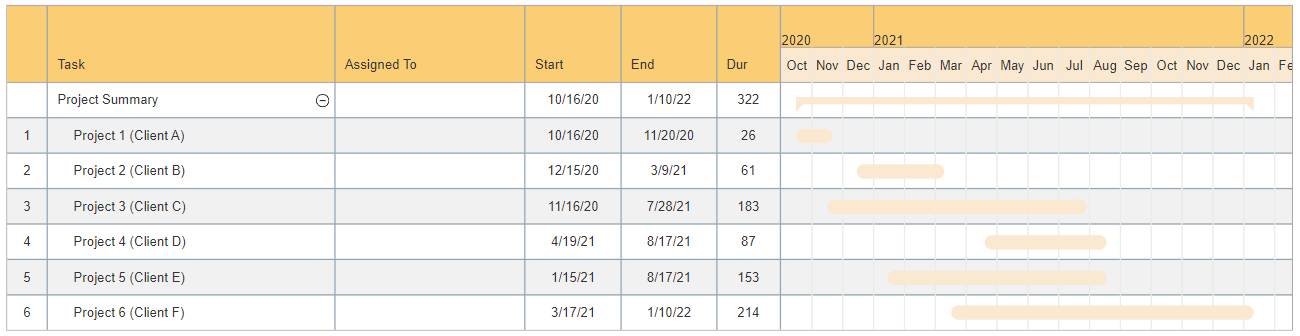 2020 2021 2022
Task Assigned To Start End Dur Oct Nov Dec Jan Feb Mar Apr May Jun Jul Aug Sep Oct Nov Dec Jan Fe
Project Summary 10/16/20 1/10/22 322
1 Project 1 (Client A) 10/16/20 11/20/20 26
2 Project 2 (Client B) 12/15/20 3/9/21 61
3 Project 3 (Client C) 11/16/20 7/28/21 183
4 Project 4 (Client D) 4/19/21 8/17/21 87
5 Project 5 (Client E) 1/15/21 8/17/21 153
6 Project 6 (Client F) 3/17/21 1/10/22 214